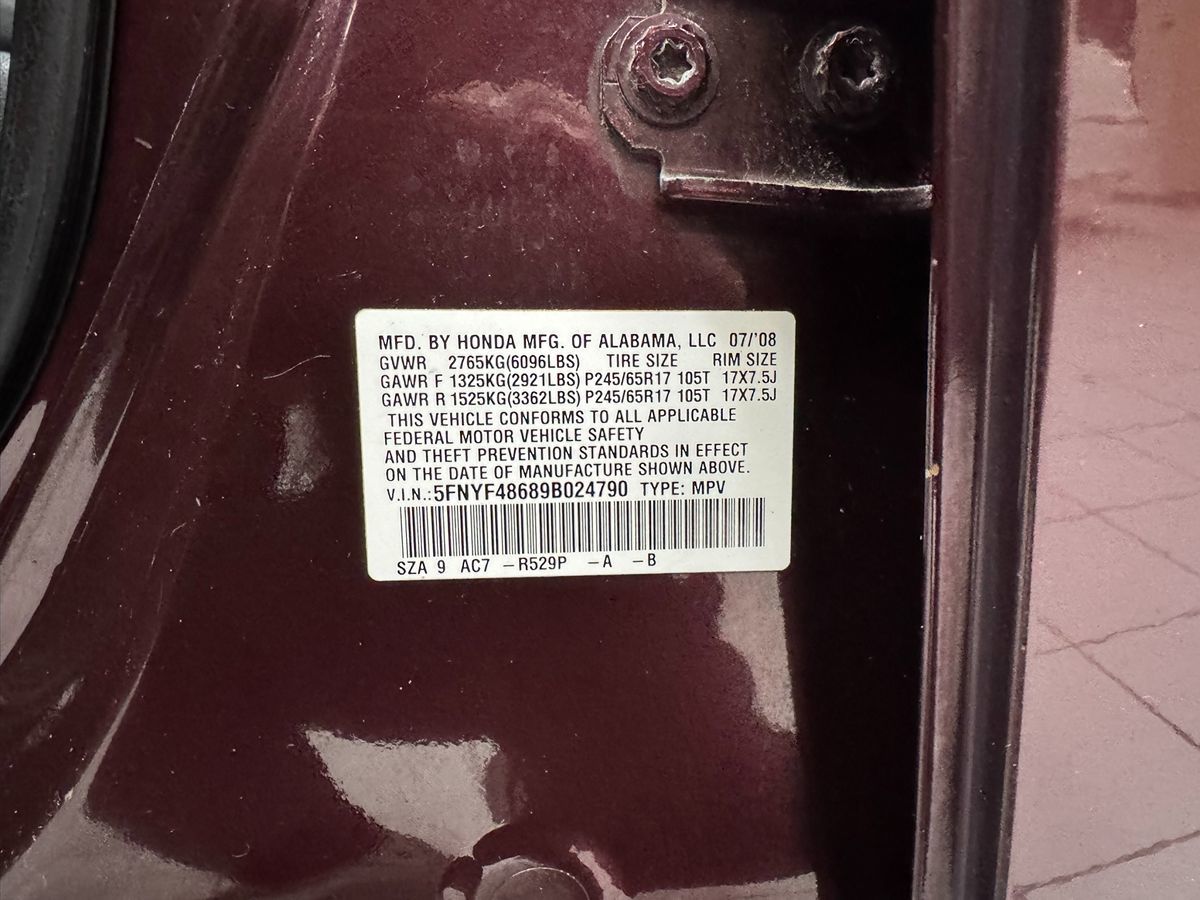 MFD. BY HONDA MFG. OF ALABAMA, LLC 07/'08
GVWR 2765KG(6096LBS) TIRE SIZE RIM SIZE
GAWR F 1325KG(2921LBS) P245/65R17 105T 17X7.5J
GAWR R 1525KG(3362LBS) P245/65R17 105T 17X7.5J
THIS VEHICLE CONFORMS TO ALL APPLICABLE
FEDERAL MOTOR VEHICLE SAFETY
AND THEFT PREVENTION STANDARDS IN EFFECT
ON THE DATE OF MANUFACTURE SHOWN ABOVE.
V.I.N.:5FNYF48689B024790 TYPE: MPV
SZA 9 AC7 –R529P –A –B